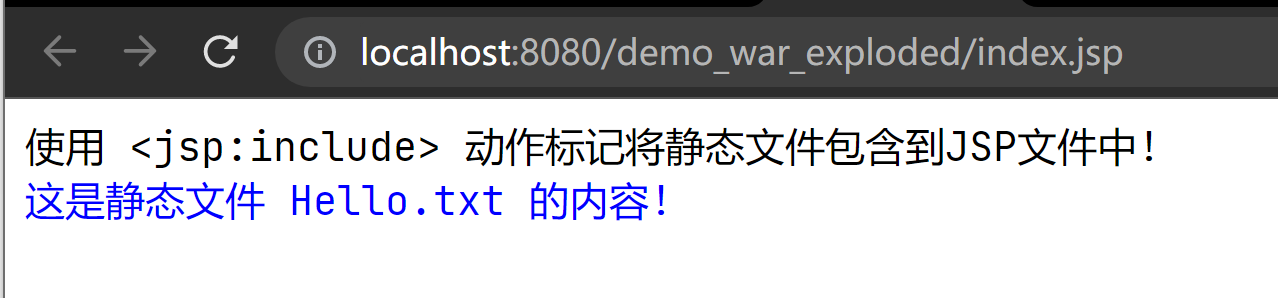 localhost:8080/demo_war_exploded/index.jsp
使用 <jsp:include> 动作标记将静态文件包含到JSP文件中!
这是静态文件 Hello.txt 的内容!